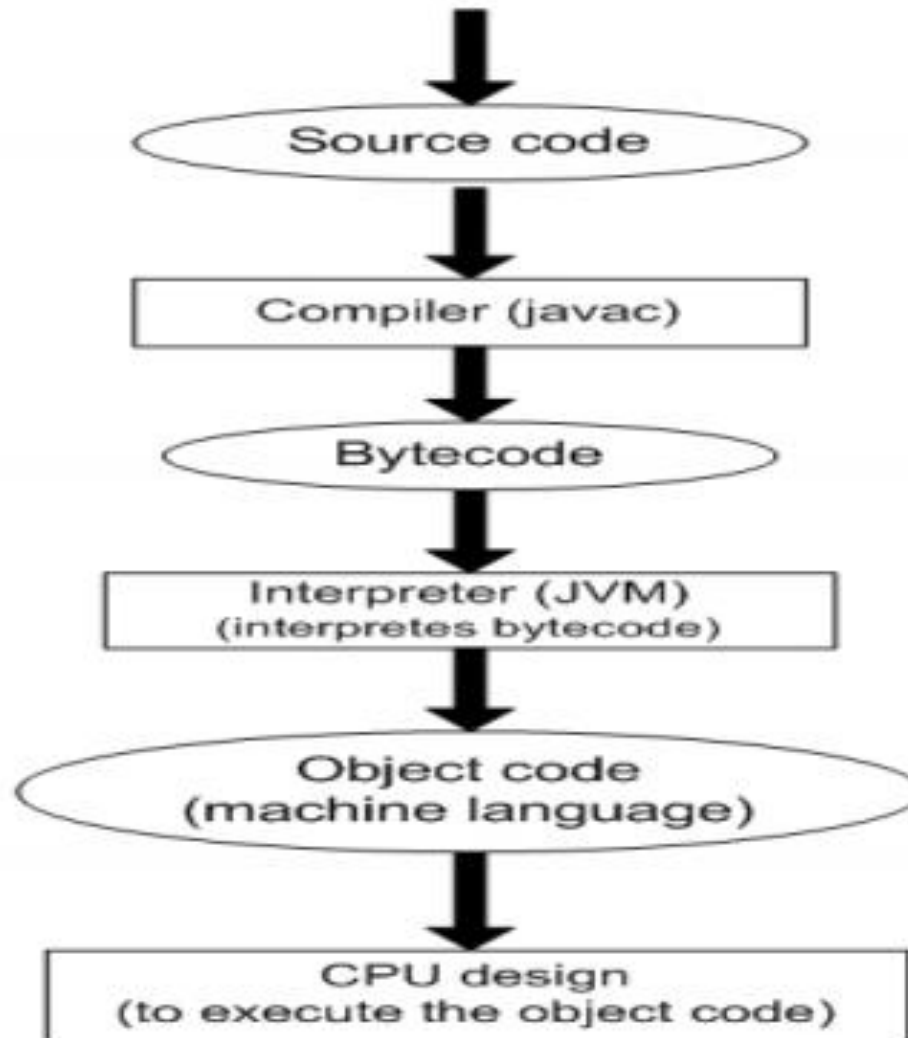 Source code
Compiler (javac)
Bytecode
Interpreter (JVM)
(interpretes bytecode)
Object code
(machine language)
CPU design
(to execute the object code)